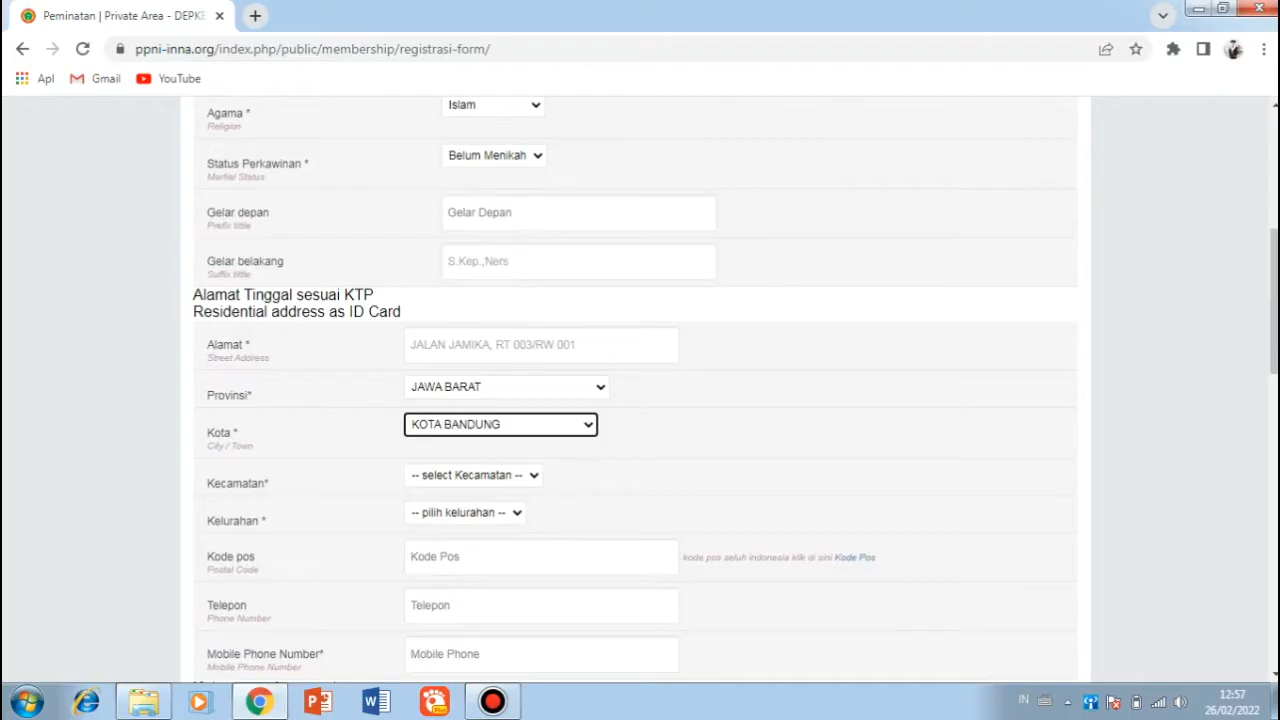 Peminatan | Private Area - DEPKE
ppni-inna.org/index.php/public/membership/registrasi-form/
Apl Gmail YouTube
Agama * Islam
Religion
Status Perkawinan * Belum Menikah
Marital Status
Gelar depan Gelar Depan
Prefix tittle
Gelar belakang S.Kep.,Ners
Suffix tittle
Alamat Tinggal sesuai KTP
Residential address as ID Card
Alamat * JALAN JAMIKA, RT 003/RW 001
Street Address
Provinsi* JAWA BARAT
Kota * KOTA BANDUNG
City / Town
Kecamatan* -- select Kecamatan --
Kelurahan * -- pilih kelurahan --
Kode pos Kode Pos kode pos seluh indonesia klik di sini Kode Pos
Postal Code
Telepon Telepon
Phone Number
Mobile Phone Number* Mobile Phone
Mobile Phone Number
IN 12:57
26/02/2022